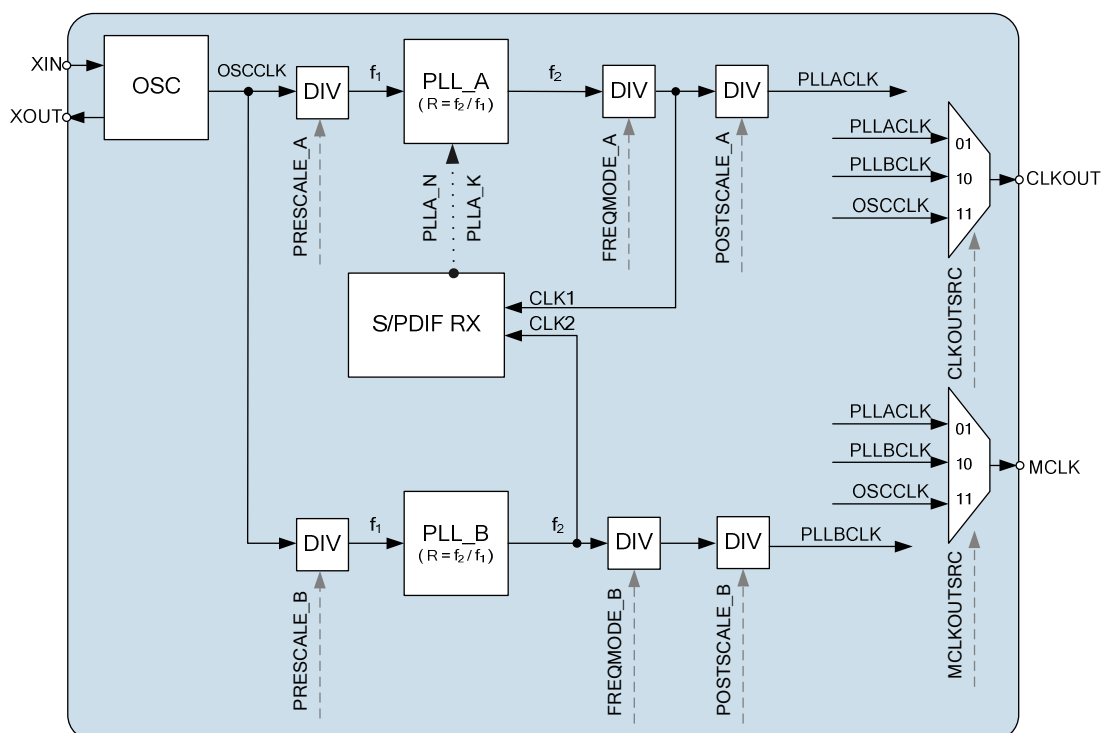 XIN
XOUT
OSC
OSCCLK
DIV
f₁
PLL_A
(R=f₂/f₁)
f₂
DIV
DIV
PLLACLK
PRESCALE_A
PLLA_N
PLLA_K
FREQMODE_A
POSTSCALE_A
PLLACLK
01
PLLBCLK
10
OSCCLK
11
CLKOUT
CLKOUTSRC
S/PDIF RX
CLK1
CLK2
PLLACLK
01
PLLBCLK
10
OSCCLK
11
MCLK
MCLKOUTSRC
DIV
f₁
PLL_B
(R=f₂/f₁)
f₂
DIV
DIV
PLLBCLK
PRESCALE_B
FREQMODE_B
POSTSCALE_B